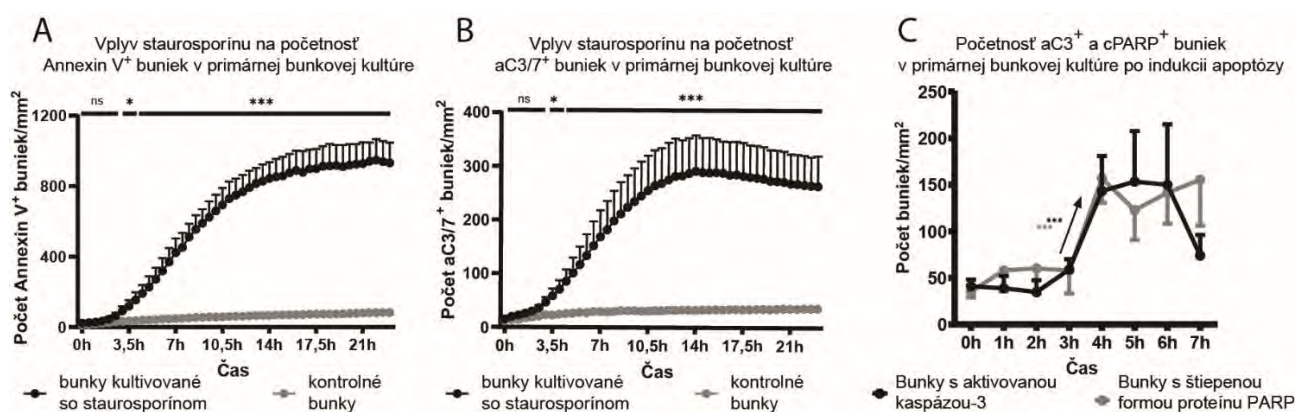 A
Vplyv staurosporínu na početnosť
Annexin V+ buniek v primárnej bunkovej kultúre
ns * ***
Počet Annexin V+ buniek/mm2
1200
800
400
0
0h 3,5h 7h 10,5h 14h 17,5h 21h
Čas
bunky kultivované
so staurosporínom
kontrolné
bunky
B
Vplyv staurosporínu na početnosť
aC3/7+ buniek v primárnej bunkovej kultúre
ns * ***
Počet aC3/7+ buniek/mm2
400
300
200
100
0
0h 3,5h 7h 10,5h 14h 17,5h 21h
Čas
bunky kultivované
so staurosporínom
kontrolné
bunky
C
Početnosť aC3+ a cPARP+ buniek
v primárnej bunkovej kultúre po indukcii apoptózy
Počet buniek/mm2
250
200
150
100
50
0
***
***
0h 1h 2h 3h 4h 5h 6h 7h
Čas
Bunky s aktivovanou
kaspázou-3
Bunky s štiepenou
formou proteínu PARP